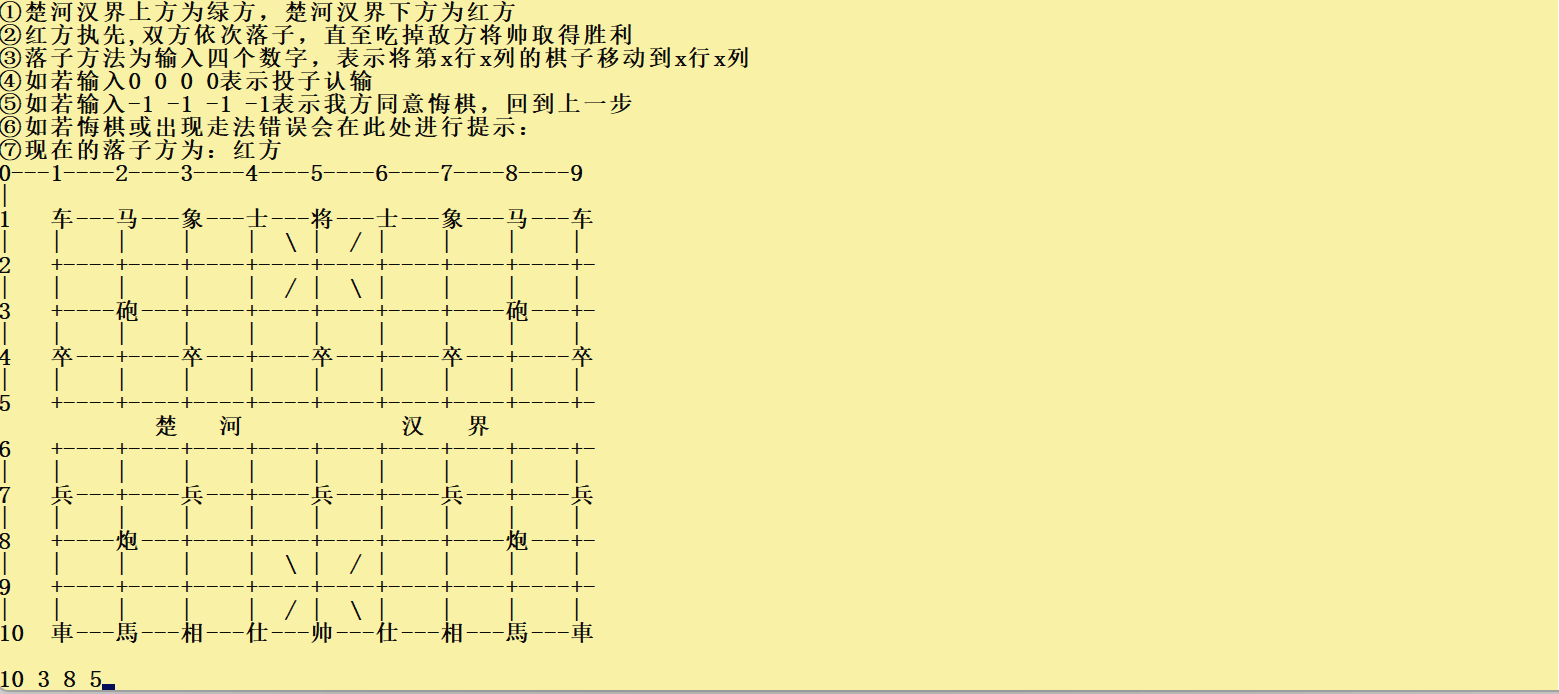 ①楚河汉界上方为绿方，楚河汉界下方为红方
②红方执先,双方依次落子，直至吃掉敌方将帅取得胜利
③落子方法为输入四个数字，表示将第x行x列的棋子移动到x行x列
④如若输入0 0 0 0表示投子认输
⑤如若输入-1 -1 -1 -1表示我方同意悔棋，回到上一步
⑥如若悔棋或出现走法错误会在此处进行提示：
⑦现在的落子方为：红方
0---1----2----3----4----5----6----7----8----9
|
1   车---马---象---士---将---士---象---马---车
|   |    |    |    |  \ |  / |    |    |    |
2   +----+----+----+----+----+----+----+----+-
|   |    |    |    |  / |  \ |    |    |    |
3   +----砲---+----+----+----+----+----砲---+-
|   |    |    |    |    |    |    |    |    |
4   卒---+----卒---+----卒---+----卒---+----卒
|   |    |    |    |    |    |    |    |    |
5   +----+----+----+----+----+----+----+----+-
            楚   河            汉   界
6   +----+----+----+----+----+----+----+----+-
|   |    |    |    |    |    |    |    |    |
7   兵---+----兵---+----兵---+----兵---+----兵
|   |    |    |    |    |    |    |    |    |
8   +----炮---+----+----+----+----+----炮---+-
|   |    |    |    |  \ |  / |    |    |    |
9   +----+----+----+----+----+----+----+----+-
|   |    |    |    |  / |  \ |    |    |    |
10  車---馬---相---仕---帅---仕---相---馬---車
10 3 8 5